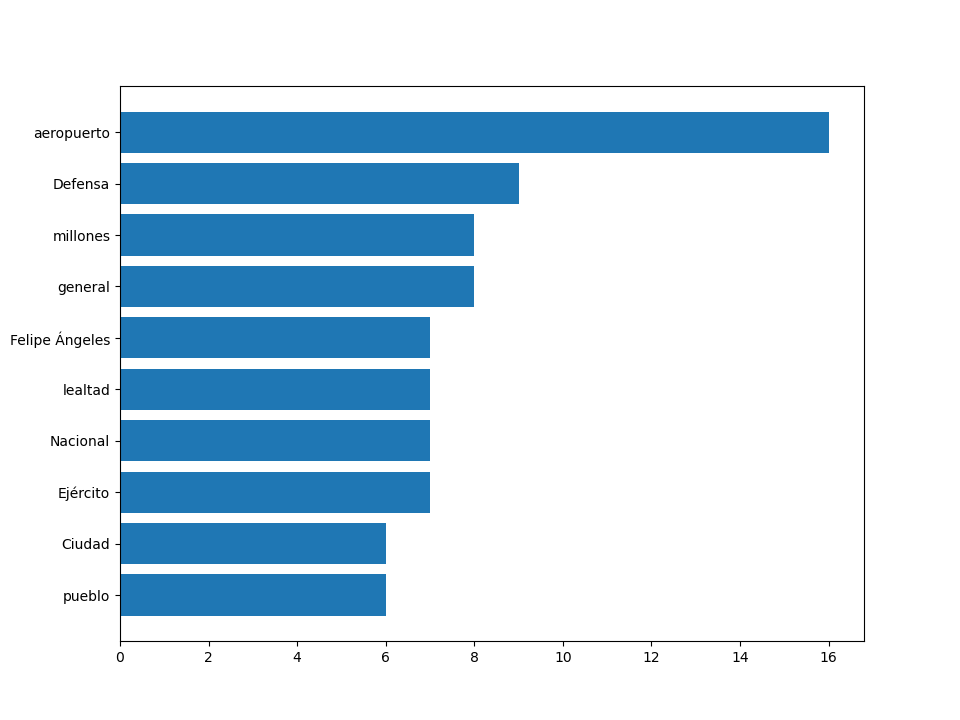 aeropuerto
Defensa
millones
general
Felipe Ángeles
lealtad
Nacional
Ejército
Ciudad
pueblo
0 2 4 6 8 10 12 14 16